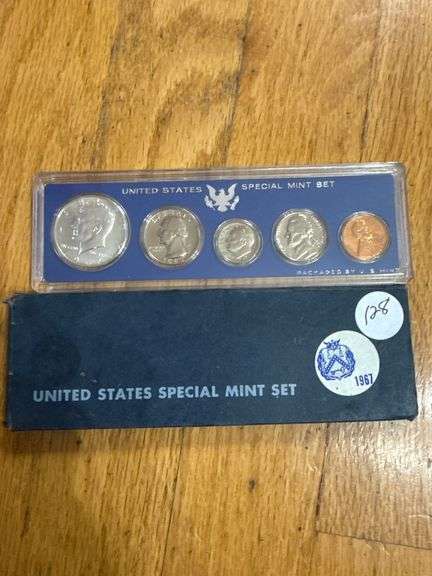 UNITED STATES SPECIAL MINT SET
PACKAGED BY U.S. MINT
128
UNITED STATES SPECIAL MINT SET
1967